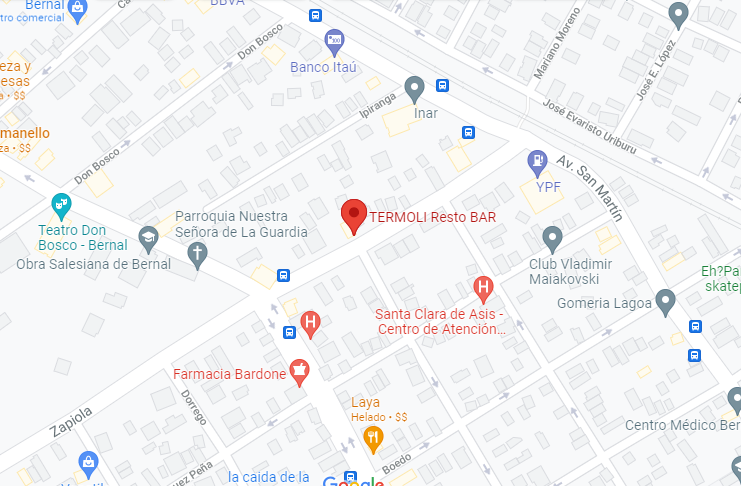 Bernal
tro comercial
BBVA
Don Bosco
Banco Itaú
Mariano Moreno
José E. López
eza y
esas
• $$
Ipiranga
Inar
José Evaristo Uriburu
manello
za • $$
Don Bosco
YPF
Av. San Martín
Teatro Don
Bosco - Bernal
Parroquia Nuestra
Señora de La Guardia
TERMOLI Resto BAR
Obra Salesiana de Bernal
Club Vladimir
Maiakovski
Eh?Pa
skatep
Gomeria Lagoa
Santa Clara de Asis -
Centro de Atención...
Farmacia Bardone
Zapiola
Dorrego
Laya
Helado • $$
Centro Médico Ber
Boedo
uez Peña
la caida de la
Google